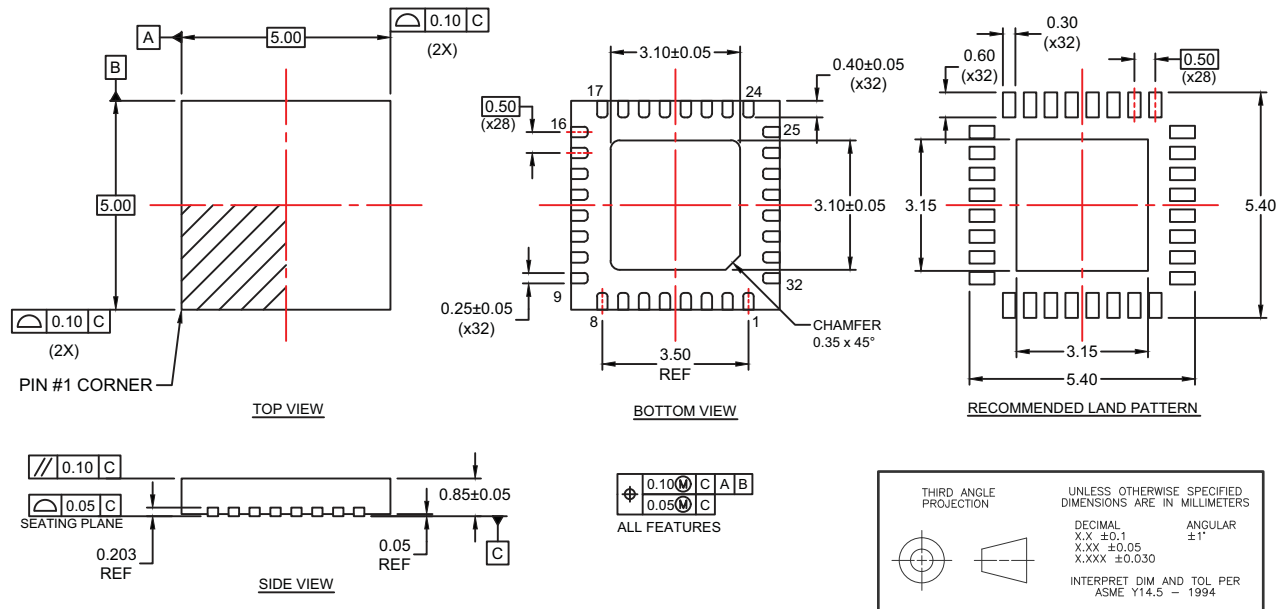 A
5.00
⌓ 0.10 C
(2X)
B
5.00
⌓ 0.10 C
(2X)
PIN #1 CORNER
TOP VIEW
3.10±0.05
0.40±0.05
(x32)
17
24
0.50
(x28)
16
25
3.10±0.05
0.25±0.05
(x32)
9
32
8
1
3.50
REF
CHAMFER
0.35 x 45°
BOTTOM VIEW
0.30
(x32)
0.60
(x32)
0.50
(x28)
3.15
5.40
3.15
5.40
RECOMMENDED LAND PATTERN
// 0.10 C
⌓ 0.05 C
SEATING PLANE
0.85±0.05
0.203
REF
0.05
REF
C
SIDE VIEW
⌖ 0.10Ⓜ C A B
0.05Ⓜ C
ALL FEATURES
THIRD ANGLE
PROJECTION
UNLESS OTHERWISE SPECIFIED
DIMENSIONS ARE IN MILLIMETERS
DECIMAL ANGULAR
X.X ±0.1 ±1°
X.XX ±0.05
X.XXX ±0.030
INTERPRET DIM AND TOL PER
ASME Y14.5 – 1994